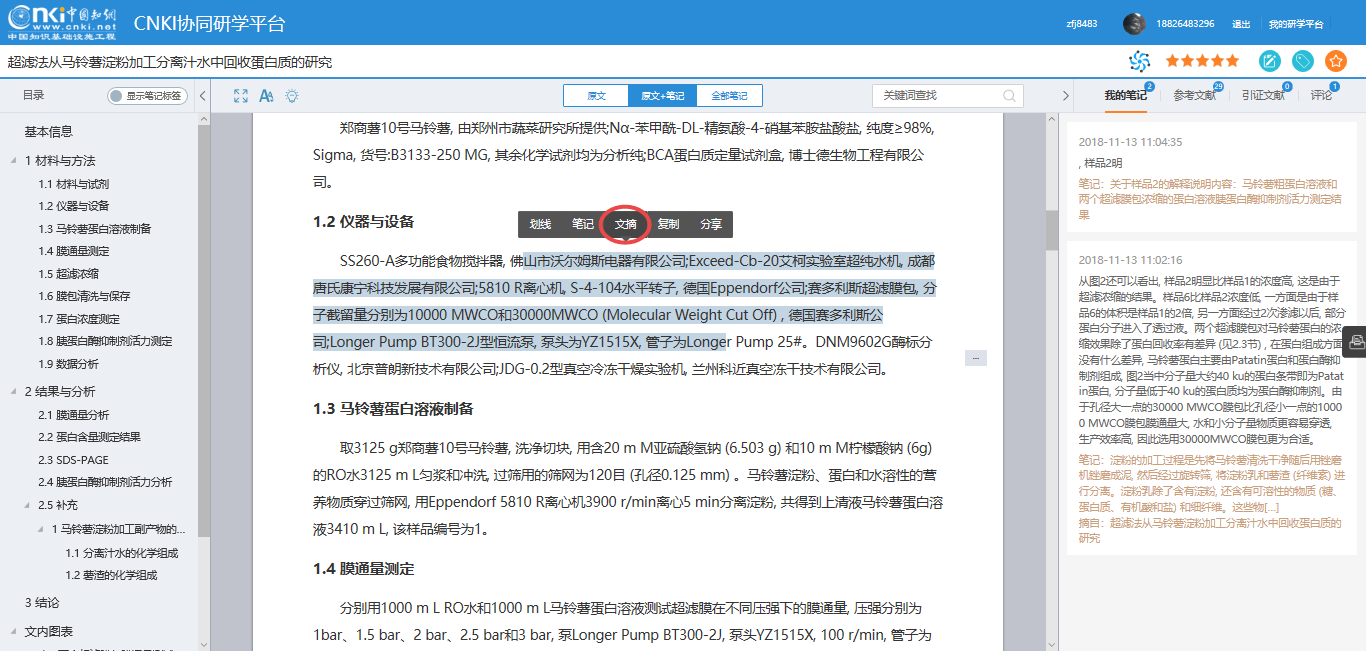 Cnki中国知网
www.cnki.net
中国知识基础设施工程
CNKI协同研学平台
zfj8483
18826483296
退出
我的研学平台
超滤法从马铃薯淀粉加工分离汁水中回收蛋白质的研究
目录
显示笔记标签
原文
原文+笔记
全部笔记
关键词查找
我的笔记 2
参考文献 29
引证文献 0
评论 1
基本信息
1 材料与方法
1.1 材料与试剂
1.2 仪器与设备
1.3 马铃薯蛋白溶液制备
1.4 膜通量测定
1.5 超滤浓缩
1.6 膜包清洗与保存
1.7 蛋白浓度测定
1.8 胰蛋白酶抑制剂活力测定
1.9 数据分析
2 结果与分析
2.1 膜通量分析
2.2 蛋白含量测定结果
2.3 SDS-PAGE
2.4 胰蛋白酶抑制剂活力分析
2.5 补充
1 马铃薯淀粉加工副产物的...
1.1 分离汁水的化学组成
1.2 薯渣的化学组成
3 结论
文内图表
郑商薯10号马铃薯, 由郑州市蔬菜研究所提供;Nα-苯甲酰-DL-精氨酸-4-硝基苯胺盐酸盐, 纯度≥98%,
Sigma, 货号:B3133-250 MG, 其余化学试剂均为分析纯;BCA蛋白质定量试剂盒, 博士德生物工程有限公
司。
1.2 仪器与设备
划线 笔记 文摘 复制 分享
SS260-A多功能食物搅拌器, 佛山市沃尔姆斯电器有限公司;Exceed-Cb-20艾柯实验室超纯水机, 成都
唐氏康宁科技发展有限公司;5810 R离心机, S-4-104水平转子, 德国Eppendorf公司;赛多利斯超滤膜包, 分
子截留量分别为10000 MWCO和30000MWCO (Molecular Weight Cut Off) , 德国赛多利斯公
司;Longer Pump BT300-2J型恒流泵, 泵头为YZ1515X, 管子为Longer Pump 25#。DNM9602G酶标分
析仪, 北京普朗新技术有限公司;JDG-0.2型真空冷冻干燥实验机, 兰州科近真空冻干技术有限公司。
...
1.3 马铃薯蛋白溶液制备
取3125 g郑商薯10号马铃薯, 洗净切块, 用含20 m M亚硫酸氢钠 (6.503 g) 和10 m M柠檬酸钠 (6g)
的RO水3125 m L匀浆和冲洗, 过筛用的筛网为120目 (孔径0.125 mm) 。马铃薯淀粉、蛋白和水溶性的营
养物质穿过筛网, 用Eppendorf 5810 R离心机3900 r/min离心5 min分离淀粉, 共得到上清液马铃薯蛋白溶
液3410 m L, 该样品编号为1。
1.4 膜通量测定
分别用1000 m L RO水和1000 m L马铃薯蛋白溶液测试超滤膜在不同压强下的膜通量, 压强分别为
1bar、1.5 bar、2 bar、2.5 bar和3 bar, 泵Longer Pump BT300-2J, 泵头YZ1515X, 100 r/min, 管子为
2018-11-13 11:04:35
, 样品2明
笔记：关于样品2的解释说明内容：马铃薯粗蛋白溶液和
两个超滤膜包浓缩的蛋白溶液胰蛋白酶抑制剂活力测定结
果
2018-11-13 11:02:16
从图2还可以看出, 样品2明显比样品1的浓度高, 这是由于
超滤浓缩的结果。样品6比样品2浓度低, 一方面是由于样
品6的体积是样品1的2倍, 另一方面经过2次渗滤以后, 部分
蛋白分子进入了透过液。两个超滤膜包对马铃薯蛋白的浓
缩效果除了蛋白回收率有差异 (见2.3节) , 在蛋白组成方面
没有什么差异, 马铃薯蛋白主要由Patatin蛋白和蛋白酶抑
制剂组成, 图2当中分子量大约40 ku的蛋白条带即为Patat
in蛋白, 分子量低于40 ku的蛋白质均为蛋白酶抑制剂。由
于孔径大一点的30000 MWCO膜包比孔径小一点的1000
0 MWCO膜包膜通量大, 水和小分子量物质更容易穿透,
生产效率高, 因此选用30000MWCO膜包更为合适。
笔记：淀粉的加工过程是先将马铃薯清洗干净随后用锉磨
机锉磨成泥, 然后经过旋转筛, 将淀粉乳和薯渣 (纤维素) 进
行分离。淀粉乳除了含有淀粉, 还含有可溶性的物质 (糖、
蛋白质、有机酸和盐) 和细纤维。这些物[...]
摘自：超滤法从马铃薯淀粉加工分离汁水中回收蛋白质的
研究